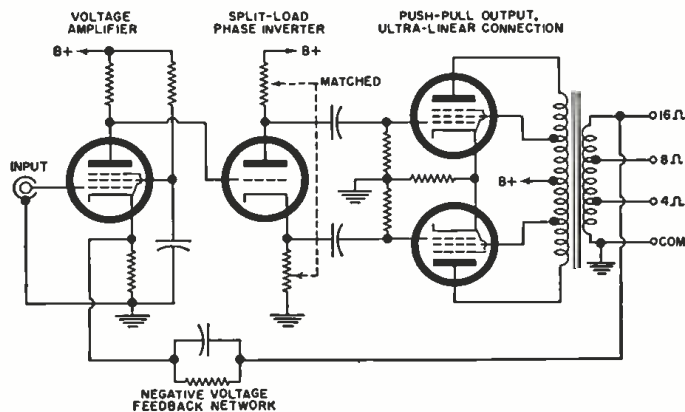 VOLTAGE
AMPLIFIER
SPLIT-LOAD
PHASE INVERTER
PUSH-PULL OUTPUT,
ULTRA-LINEAR CONNECTION
B+
B+
MATCHED
INPUT
B+
16Ω
8Ω
4Ω
COM
NEGATIVE VOLTAGE
FEEDBACK NETWORK